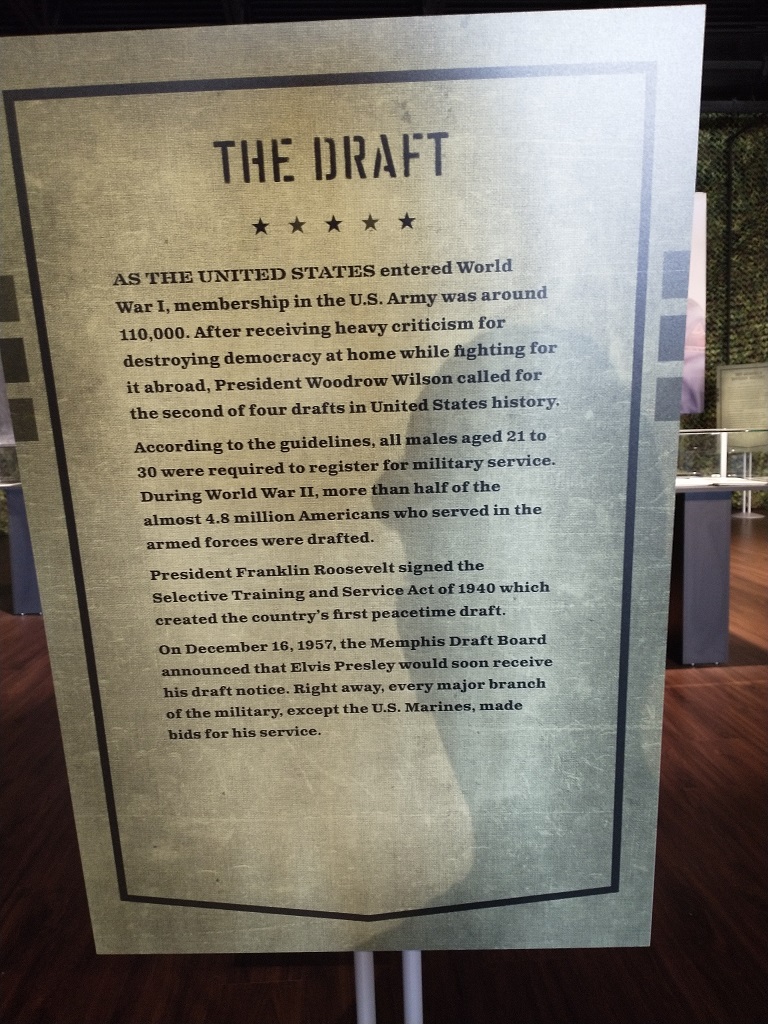 THE DRAFT
AS THE UNITED STATES entered World
War I, membership in the U.S. Army was around
110,000. After receiving heavy criticism for
destroying democracy at home while fighting for
it abroad, President Woodrow Wilson called for
the second of four drafts in United States history.
According to the guidelines, all males aged 21 to
30 were required to register for military service.
During World War II, more than half of the
almost 4.8 million Americans who served in the
armed forces were drafted.
President Franklin Roosevelt signed the
Selective Training and Service Act of 1940 which
created the country's first peacetime draft.
On December 16, 1957, the Memphis Draft Board
announced that Elvis Presley would soon receive
his draft notice. Right away, every major branch
of the military, except the U.S. Marines, made
bids for his service.